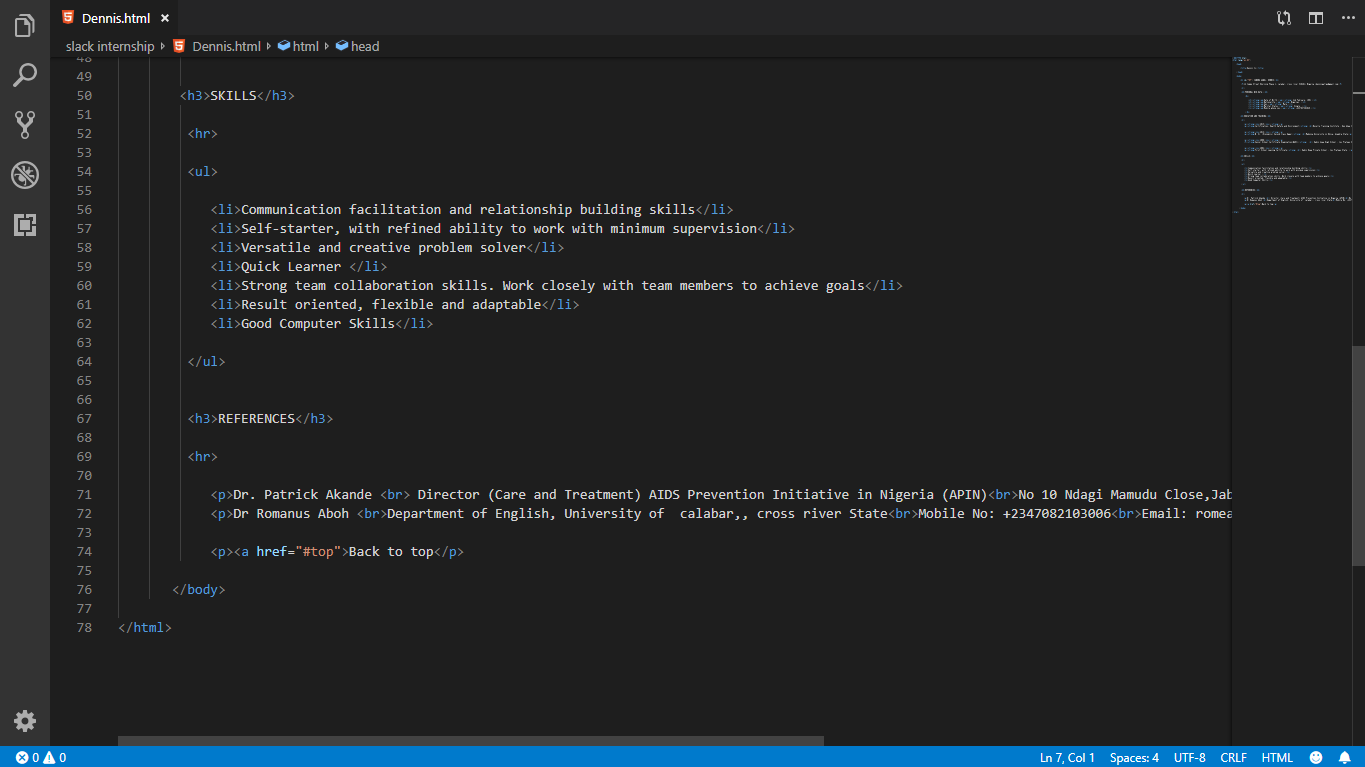 Dennis.html
slack internship Dennis.html html head
48
49
50 <h3>SKILLS</h3>
51
52 <hr>
53
54 <ul>
55
56 <li>Communication facilitation and relationship building skills</li>
57 <li>Self-starter, with refined ability to work with minimum supervision</li>
58 <li>Versatile and creative problem solver</li>
59 <li>Quick Learner </li>
60 <li>Strong team collaboration skills. Work closely with team members to achieve goals</li>
61 <li>Result oriented, flexible and adaptable</li>
62 <li>Good Computer Skills</li>
63
64 </ul>
65
66
67 <h3>REFERENCES</h3>
68
69 <hr>
70
71 <p>Dr. Patrick Akande <br> Director (Care and Treatment) AIDS Prevention Initiative in Nigeria (APIN)<br>No 10 Ndagi Mamudu Close,Jab
72 <p>Dr Romanus Aboh <br>Department of English, University of  calabar,, cross river State<br>Mobile No: +2347082103006<br>Email: romea
73
74 <p><a href="#top">Back to top</p>
75
76 </body>
77
78 </html>
0 0 Ln 7, Col 1 Spaces: 4 UTF-8 CRLF HTML